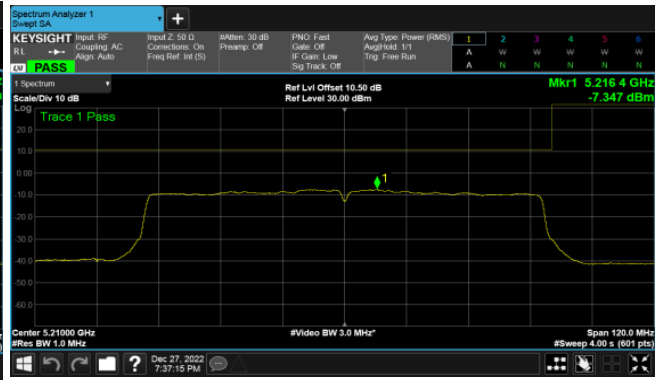 Spectrum Analyzer 1
Swept SA
+
KEYSIGHT Input: RF Input Z: 50 Ω #Atten: 30 dB PNO: Fast Avg Type: Power (RMS) 1 2 3 4 5 6
RL Coupling: AC Corrections: On Preamp: Off Gate: Off Avg|Hold: 1/1 A W W W W W
Align: Auto Freq Ref: Int (S) IF Gain: Low Trig: Free Run A N N N N N
LXI PASS Sig Track: Off
1 Spectrum Ref Lvl Offset 10.50 dB Mkr1 5.216 4 GHz
Scale/Div 10 dB Ref Level 30.00 dBm -7.347 dBm
Log Trace 1 Pass
20.0
10.0
0.00
1
-10.0
-20.0
-30.0
-40.0
-50.0
-60.0
Center 5.21000 GHz #Video BW 3.0 MHz* Span 120.0 MHz
#Res BW 1.0 MHz #Sweep 4.00 s (601 pts)
? Dec 27, 2022
7:37:15 PM